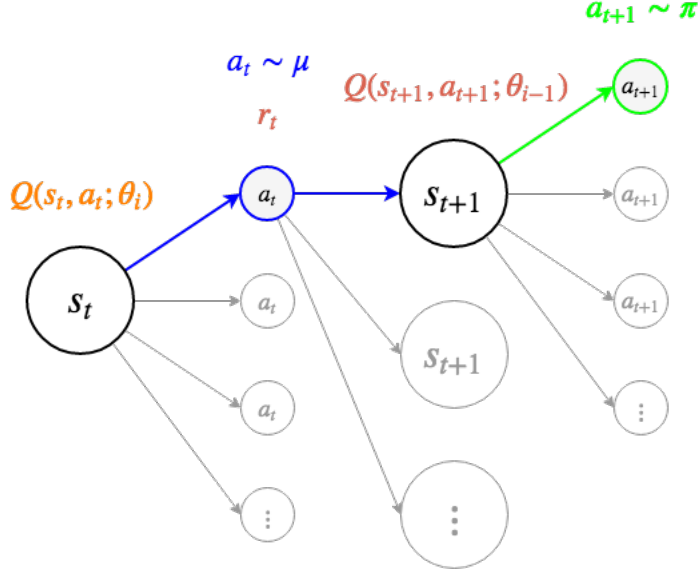 a_{t+1} ∼ π
a_t ∼ μ
Q(s_{t+1}, a_{t+1}; θ_{i−1})
a_{t+1}
r_t
Q(s_t, a_t; θ_i)
a_t
s_{t+1}
a_{t+1}
s_t
a_t
a_{t+1}
s_{t+1}
a_t
⋮
⋮
⋮